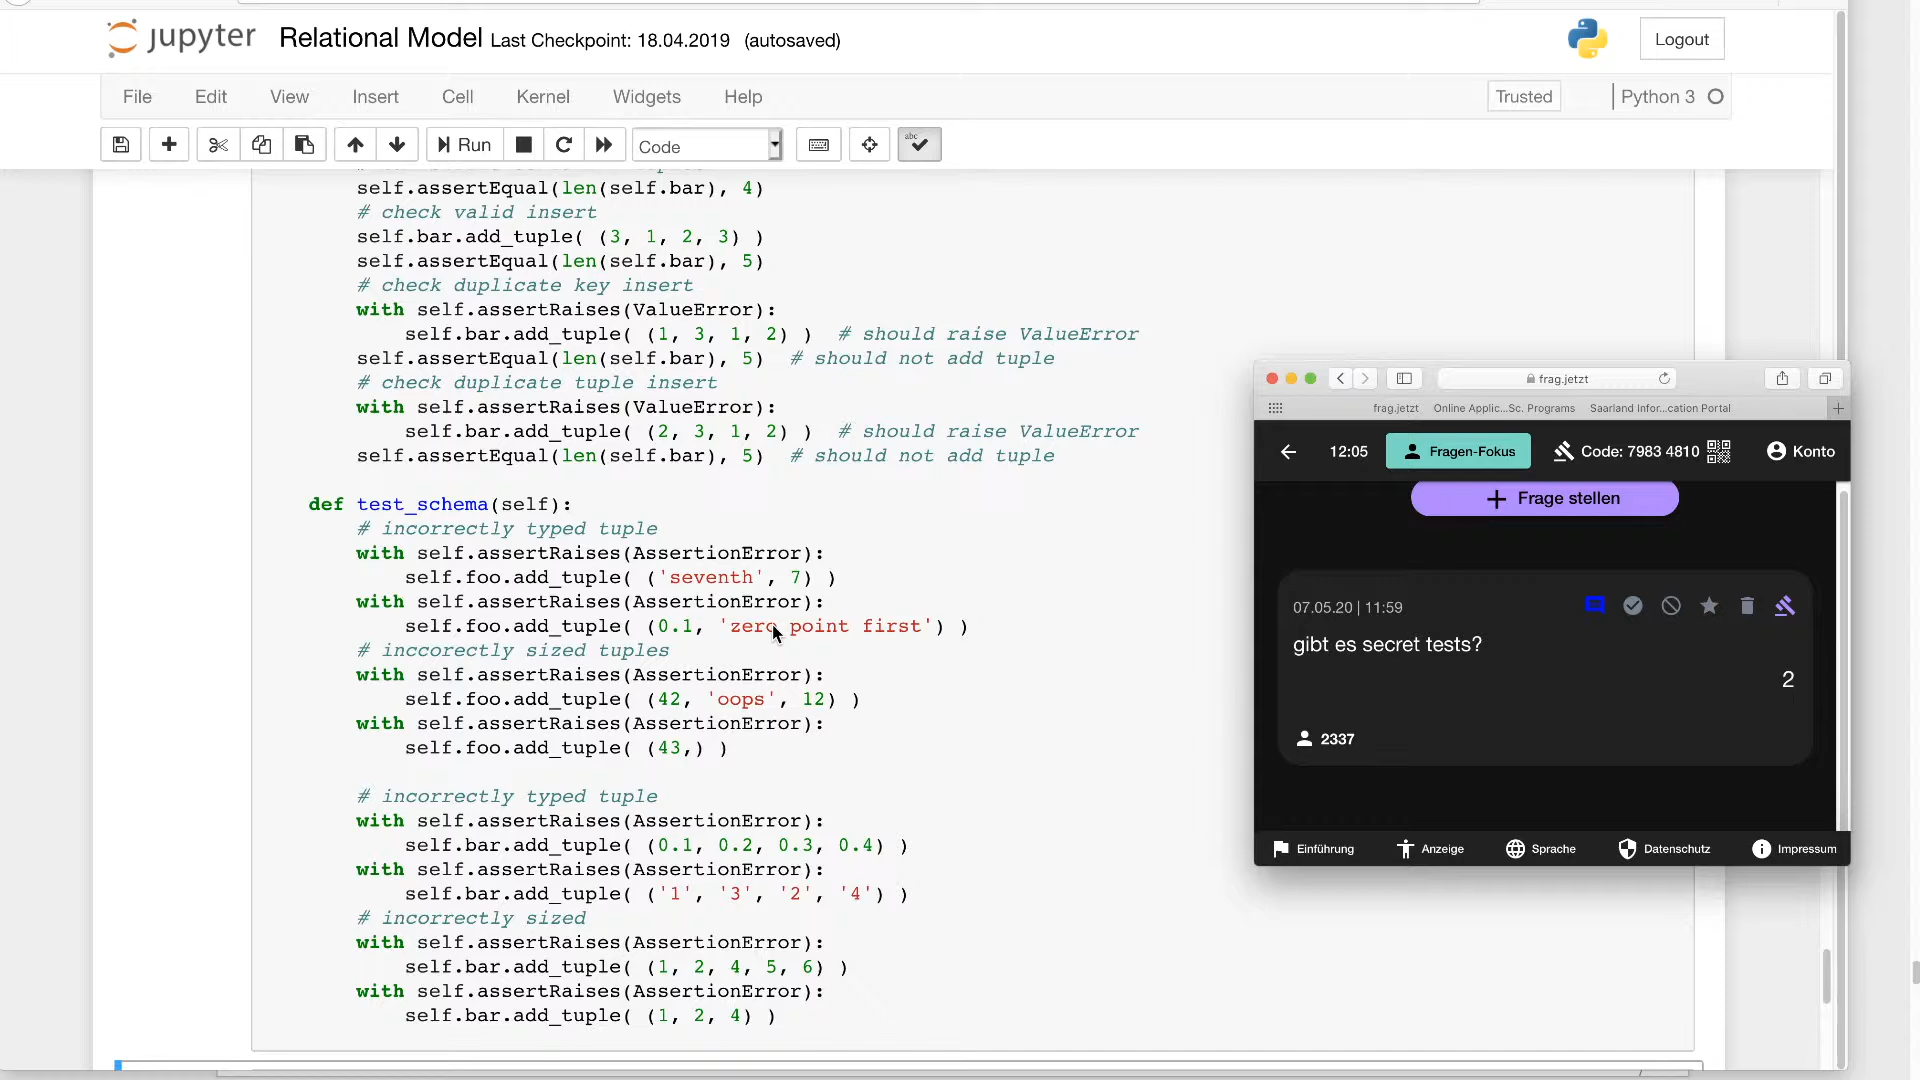 jupyter Relational Model Last Checkpoint: 18.04.2019 (autosaved)
Logout
File Edit View Insert Cell Kernel Widgets Help
Trusted
Python 3
Run
Code
abc
self.assertEqual(len(self.bar), 4)
# check valid insert
self.bar.add_tuple( (3, 1, 2, 3) )
self.assertEqual(len(self.bar), 5)
# check duplicate key insert
with self.assertRaises(ValueError):
self.bar.add_tuple( (1, 3, 1, 2) )  # should raise ValueError
self.assertEqual(len(self.bar), 5)  # should not add tuple
# check duplicate tuple insert
with self.assertRaises(ValueError):
self.bar.add_tuple( (2, 3, 1, 2) )  # should raise ValueError
self.assertEqual(len(self.bar), 5)  # should not add tuple
def test_schema(self):
# incorrectly typed tuple
with self.assertRaises(AssertionError):
self.foo.add_tuple( ('seventh', 7) )
with self.assertRaises(AssertionError):
self.foo.add_tuple( (0.1, 'zero point first') )
# inccorectly sized tuples
with self.assertRaises(AssertionError):
self.foo.add_tuple( (42, 'oops', 12) )
with self.assertRaises(AssertionError):
self.foo.add_tuple( (43,) )
# incorrectly typed tuple
with self.assertRaises(AssertionError):
self.bar.add_tuple( (0.1, 0.2, 0.3, 0.4) )
with self.assertRaises(AssertionError):
self.bar.add_tuple( ('1', '3', '2', '4') )
# incorrectly sized
with self.assertRaises(AssertionError):
self.bar.add_tuple( (1, 2, 4, 5, 6) )
with self.assertRaises(AssertionError):
self.bar.add_tuple( (1, 2, 4) )
frag.jetzt
frag.jetzt Online Applic...Sc. Programs Saarland Infor...cation Portal
12:05 Fragen-Fokus Code: 7983 4810 Konto
Frage stellen
07.05.20 | 11:59
gibt es secret tests?
2
2337
Einführung Anzeige Sprache Datenschutz Impressum